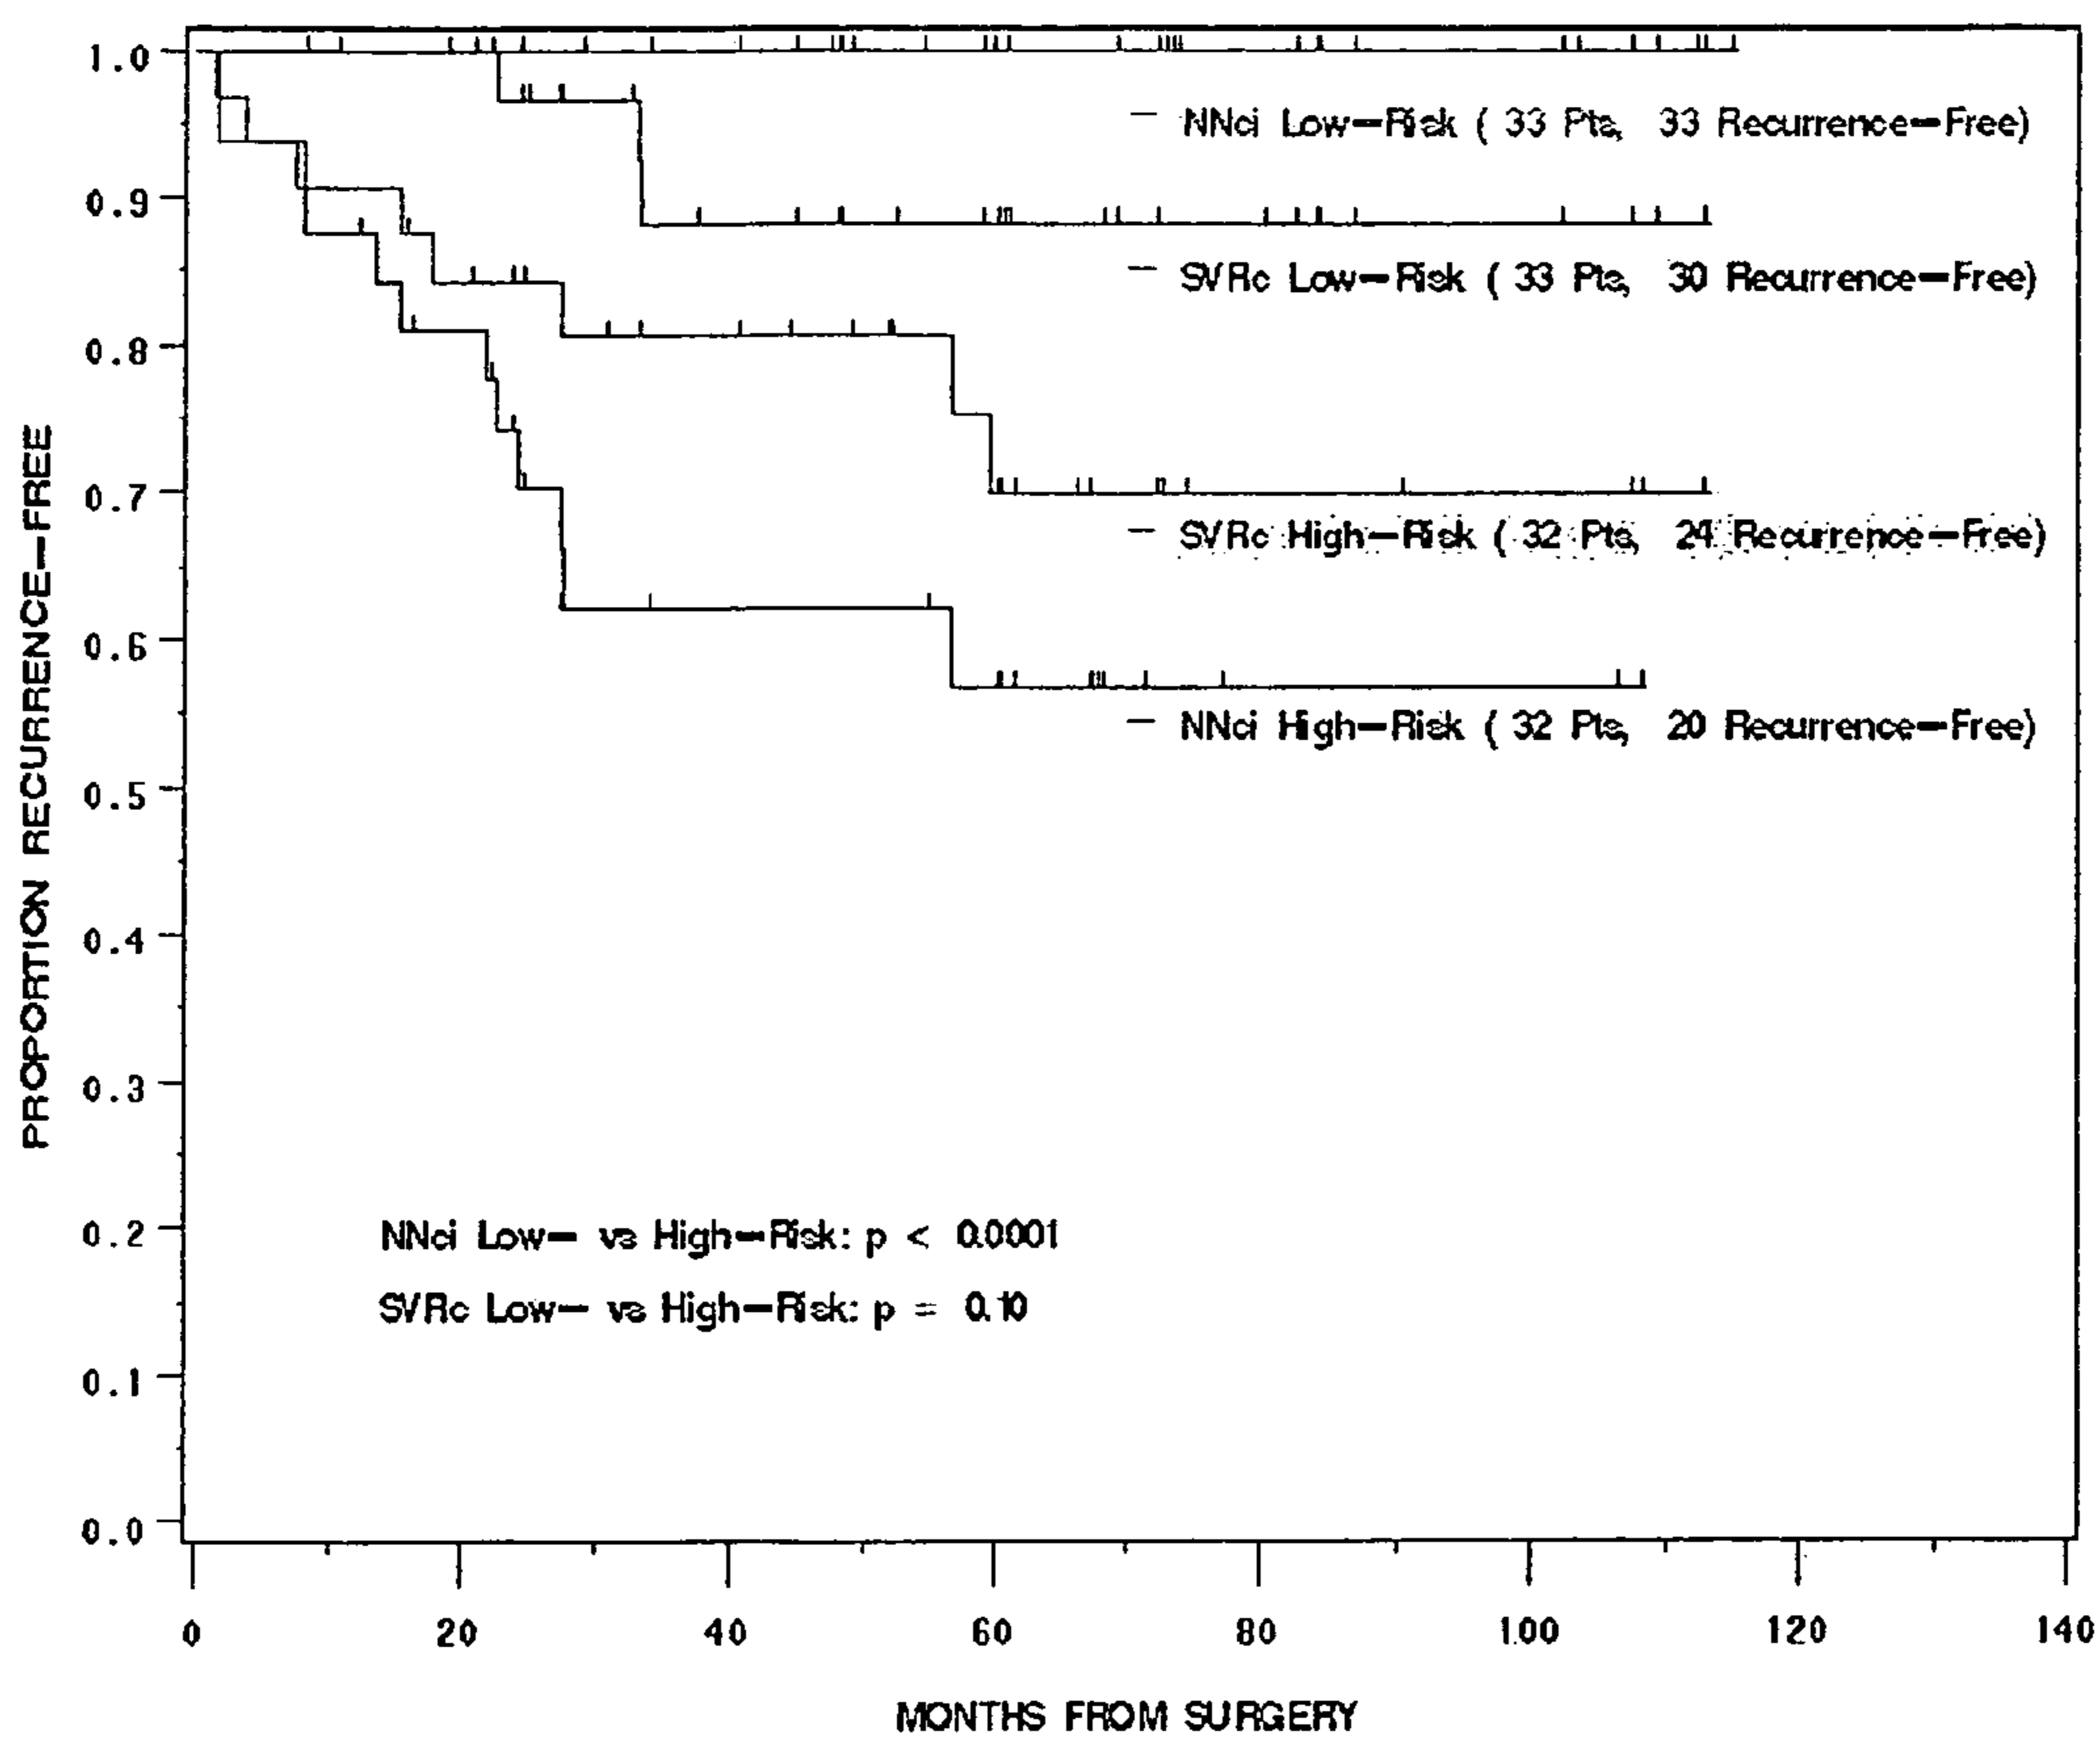 PROPORTION RECURRENCE-FREE
1.0
0.9
0.8
0.7
0.6
0.5
0.4
0.3
0.2
0.1
0.0
— NNci Low-Risk ( 33 Pts, 33 Recurrence-Free)
— SVRc Low-Risk ( 33 Pts, 30 Recurrence-Free)
— SVRc High-Risk ( 32 Pts, 24 Recurrence-Free)
— NNci High-Risk ( 32 Pts, 20 Recurrence-Free)
NNci Low- vs High-Risk: p < 0.0001
SVRc Low- vs High-Risk: p = 0.10
0 20 40 60 80 100 120 140
MONTHS FROM SURGERY